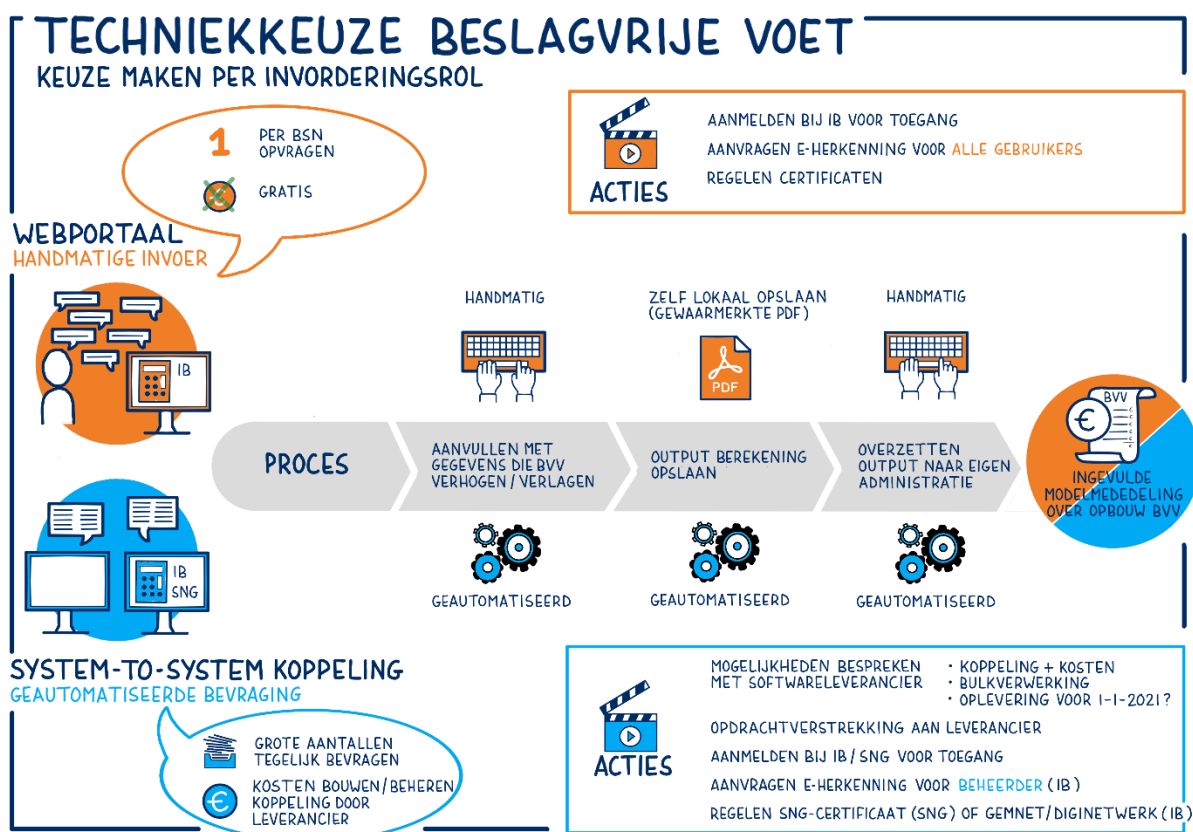 TECHNIEKKEUZE BESLAGVRIJE VOET
KEUZE MAKEN PER INVORDERINGSROL
1
PER BSN
OPVRAGEN
GRATIS
ACTIES
AANMELDEN BIJ IB VOOR TOEGANG
AANVRAGEN E-HERKENNING VOOR ALLE GEBRUIKERS
REGELEN CERTIFICATEN
WEBPORTAAL
HANDMATIGE INVOER
IB
HANDMATIG
ZELF LOKAAL OPSLAAN
(GEWAARMERKTE PDF)
PDF
HANDMATIG
PROCES
AANVULLEN MET
GEGEVENS DIE BVV
VERHOGEN / VERLAGEN
OUTPUT BEREKENING
OPSLAAN
OVERZETTEN
OUTPUT NAAR EIGEN
ADMINISTRATIE
BVV
€
INGEVULDE
MODELMEDEDELING
OVER OPBOUW BVV
IB
SNG
GEAUTOMATISEERD
GEAUTOMATISEERD
GEAUTOMATISEERD
SYSTEM-TO-SYSTEM KOPPELING
GEAUTOMATISEERDE BEVRAGING
GROTE AANTALLEN
TEGELIJK BEVRAGEN
€
KOSTEN BOUWEN/BEHEREN
KOPPELING DOOR
LEVERANCIER
ACTIES
MOGELIJKHEDEN BESPREKEN
MET SOFTWARELEVERANCIER
• KOPPELING + KOSTEN
• BULKVERWERKING
• OPLEVERING VOOR 1-1-2021?
OPDRACHTVERSTREKKING AAN LEVERANCIER
AANMELDEN BIJ IB/SNG VOOR TOEGANG
AANVRAGEN E-HERKENNING VOOR BEHEERDER (IB)
REGELEN SNG-CERTIFICAAT (SNG) OF GEMNET/DIGINETWERK (IB)